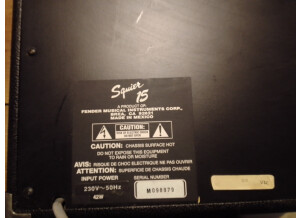 Squier 15
A PRODUCT OF:
FENDER MUSICAL INSTRUMENTS CORP.
BREA, CA 92621
MADE IN MEXICO
CAUTION
CAUTION: CHASSIS SURFACE HOT
DO NOT EXPOSE THIS EQUIPMENT
TO RAIN OR MOISTURE
AVIS: RISQUE DE CHOC ELECTRIQUE NE PAS OUVRIR
ATTENTION: SUPERFICIE DE CHASSIS CHAUDE
INPUT POWER
SERIAL NUMBER
230V～50Hz
42W